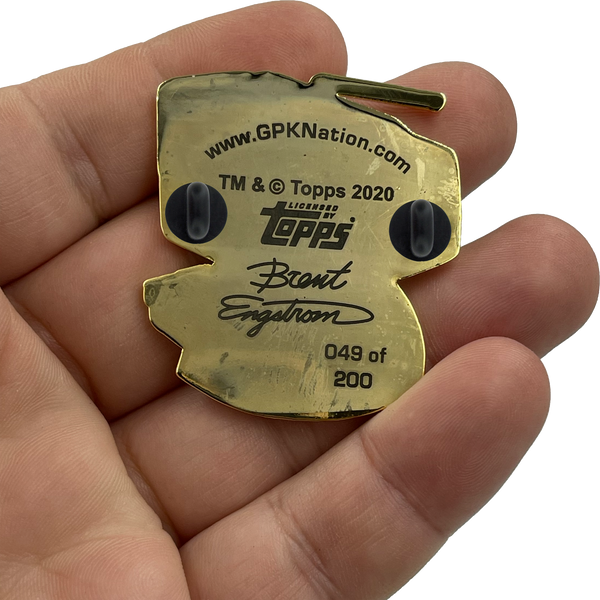 www.GPKNation.com
TM & © Topps 2020
LICENSED
BY
topps®
Brent
Engstrom
049 of
200